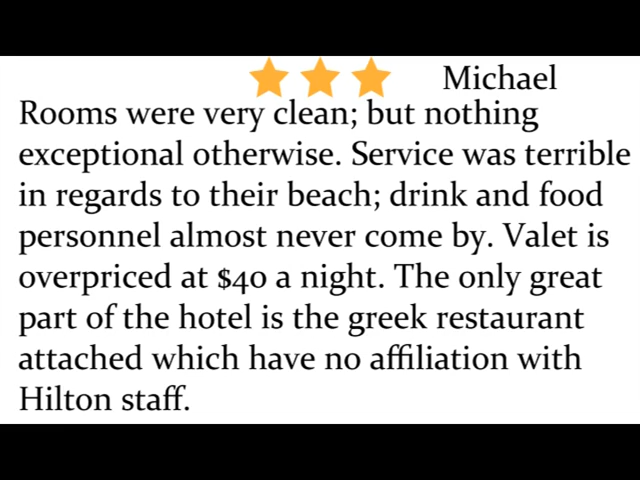 Michael
Rooms were very clean; but nothing
exceptional otherwise. Service was terrible
in regards to their beach; drink and food
personnel almost never come by. Valet is
overpriced at $40 a night. The only great
part of the hotel is the greek restaurant
attached which have no affiliation with
Hilton staff.